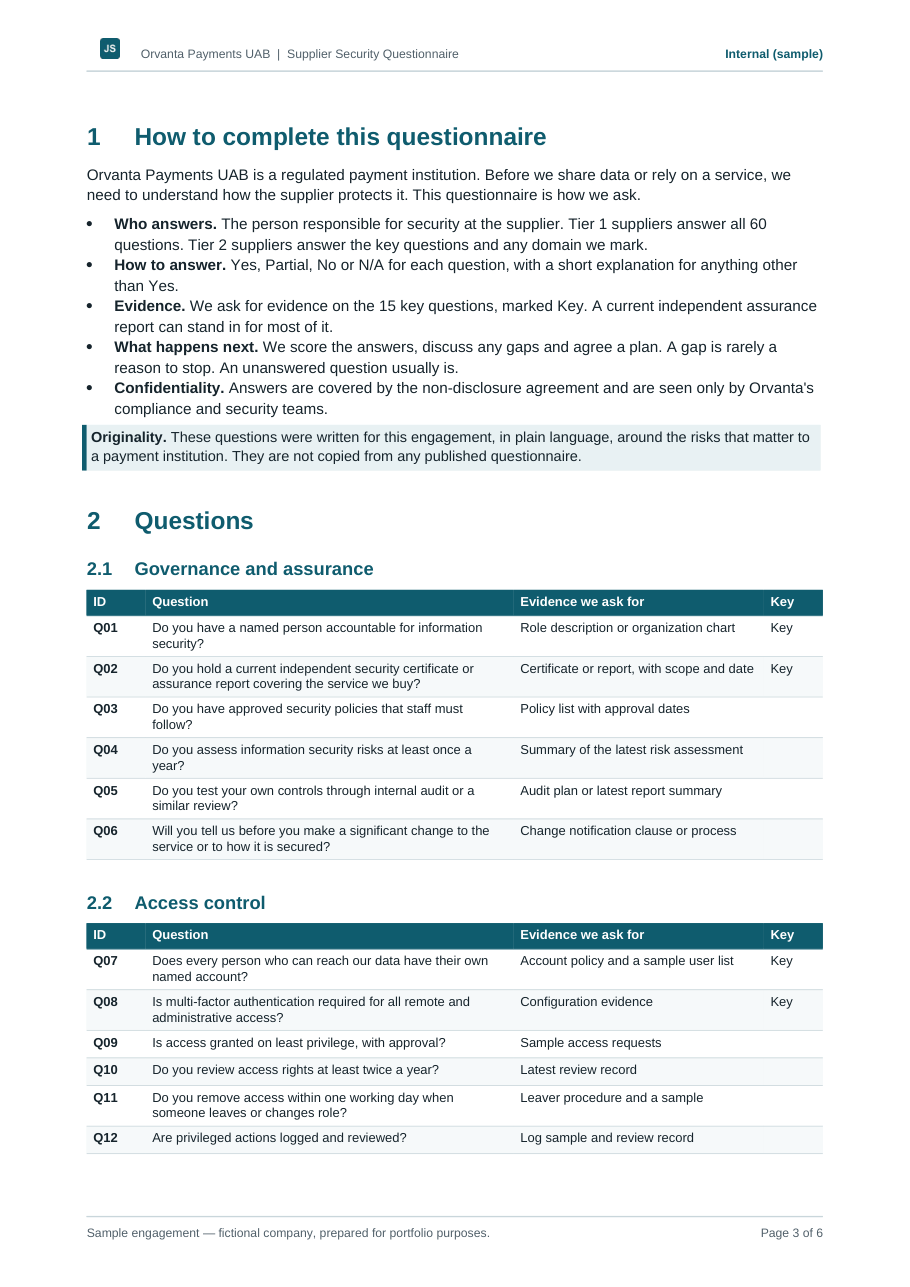 JS
Orvanta Payments UAB | Supplier Security Questionnaire
Internal (sample)
1 How to complete this questionnaire
Orvanta Payments UAB is a regulated payment institution. Before we share data or rely on a service, we
need to understand how the supplier protects it. This questionnaire is how we ask.
• Who answers. The person responsible for security at the supplier. Tier 1 suppliers answer all 60
questions. Tier 2 suppliers answer the key questions and any domain we mark.
• How to answer. Yes, Partial, No or N/A for each question, with a short explanation for anything other
than Yes.
• Evidence. We ask for evidence on the 15 key questions, marked Key. A current independent assurance
report can stand in for most of it.
• What happens next. We score the answers, discuss any gaps and agree a plan. A gap is rarely a
reason to stop. An unanswered question usually is.
• Confidentiality. Answers are covered by the non-disclosure agreement and are seen only by Orvanta's
compliance and security teams.
Originality. These questions were written for this engagement, in plain language, around the risks that matter to
a payment institution. They are not copied from any published questionnaire.
2 Questions
2.1 Governance and assurance
ID Question Evidence we ask for Key
Q01 Do you have a named person accountable for information Role description or organization chart Key
security?
Q02 Do you hold a current independent security certificate or Certificate or report, with scope and date Key
assurance report covering the service we buy?
Q03 Do you have approved security policies that staff must Policy list with approval dates
follow?
Q04 Do you assess information security risks at least once a Summary of the latest risk assessment
year?
Q05 Do you test your own controls through internal audit or a Audit plan or latest report summary
similar review?
Q06 Will you tell us before you make a significant change to the Change notification clause or process
service or to how it is secured?
2.2 Access control
ID Question Evidence we ask for Key
Q07 Does every person who can reach our data have their own Account policy and a sample user list Key
named account?
Q08 Is multi-factor authentication required for all remote and Configuration evidence Key
administrative access?
Q09 Is access granted on least privilege, with approval? Sample access requests
Q10 Do you review access rights at least twice a year? Latest review record
Q11 Do you remove access within one working day when Leaver procedure and a sample
someone leaves or changes role?
Q12 Are privileged actions logged and reviewed? Log sample and review record
Sample engagement — fictional company, prepared for portfolio purposes.
Page 3 of 6